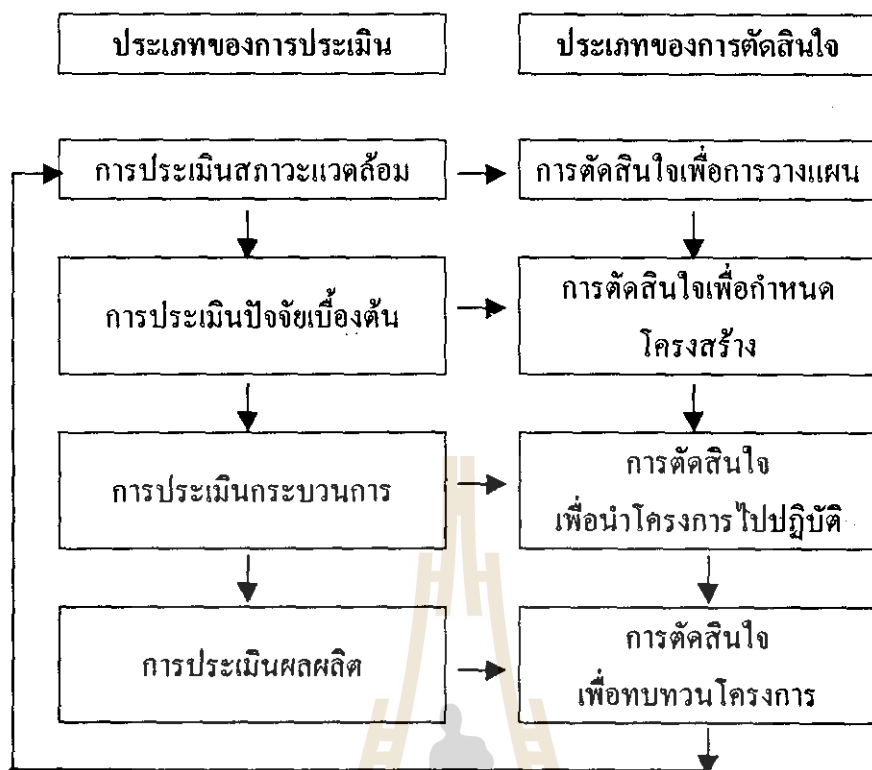 ประเภทของการประเมิน
ประเภทของการตัดสินใจ
การประเมินสภาวะแวดล้อม
การตัดสินใจเพื่อการวางแผน
การประเมินปัจจัยเบื้องต้น
การตัดสินใจเพื่อกำหนด
โครงสร้าง
การประเมินกระบวนการ
การตัดสินใจ
เพื่อนำโครงการไปปฏิบัติ
การประเมินผลผลิต
การตัดสินใจ
เพื่อทบทวนโครงการ